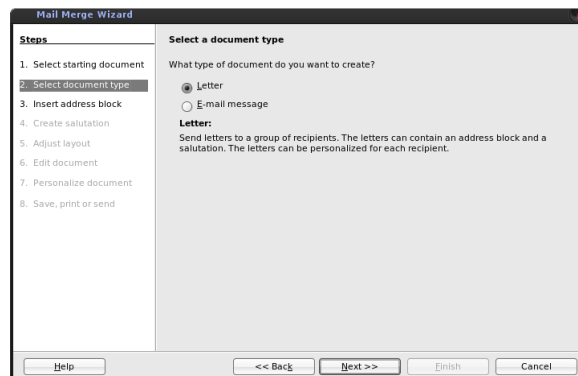 Mail Merge Wizard
Steps
1. Select starting document
2. Select document type
3. Insert address block
4. Create salutation
5. Adjust layout
6. Edit document
7. Personalize document
8. Save, print or send
Select a document type
What type of document do you want to create?
Letter
E-mail message
Letter:
Send letters to a group of recipients. The letters can contain an address block and a
salutation. The letters can be personalized for each recipient.
Help
<< Back
Next >>
Finish
Cancel